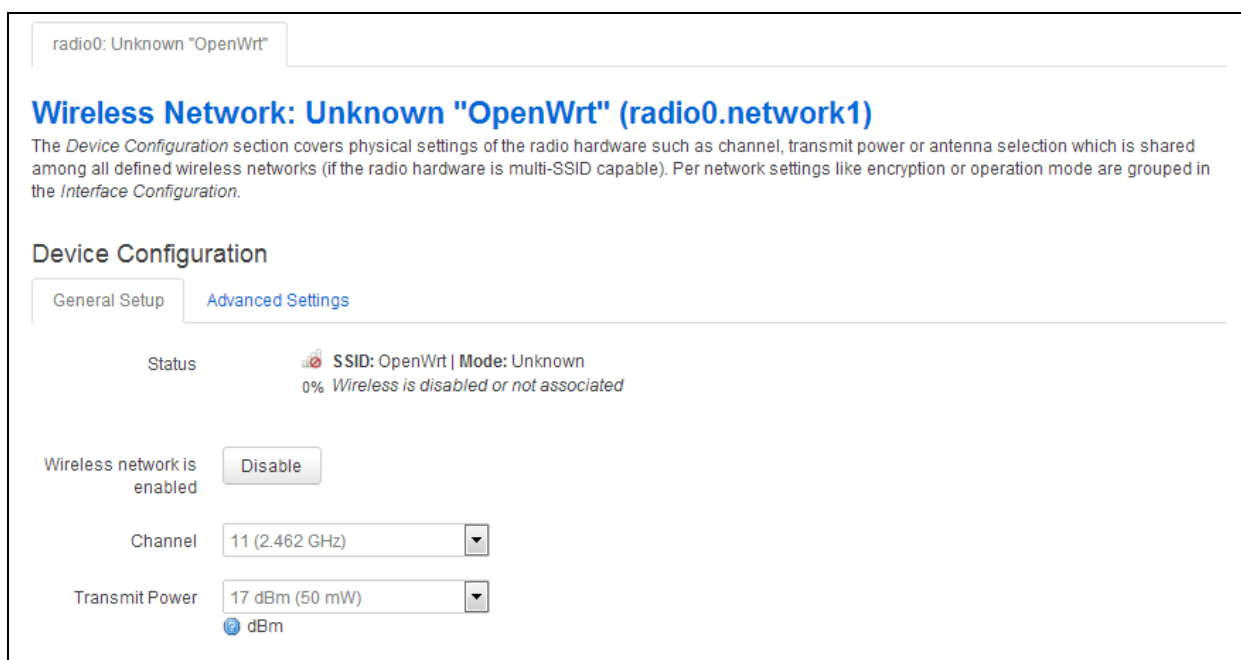 radio0: Unknown "OpenWrt"
Wireless Network: Unknown "OpenWrt" (radio0.network1)
The Device Configuration section covers physical settings of the radio hardware such as channel, transmit power or antenna selection which is shared
among all defined wireless networks (if the radio hardware is multi-SSID capable). Per network settings like encryption or operation mode are grouped in
the Interface Configuration.
Device Configuration
General Setup Advanced Settings
Status SSID: OpenWrt | Mode: Unknown
0% Wireless is disabled or not associated
Wireless network is
enabled Disable
Channel 11 (2.462 GHz)
Transmit Power 17 dBm (50 mW)
dBm